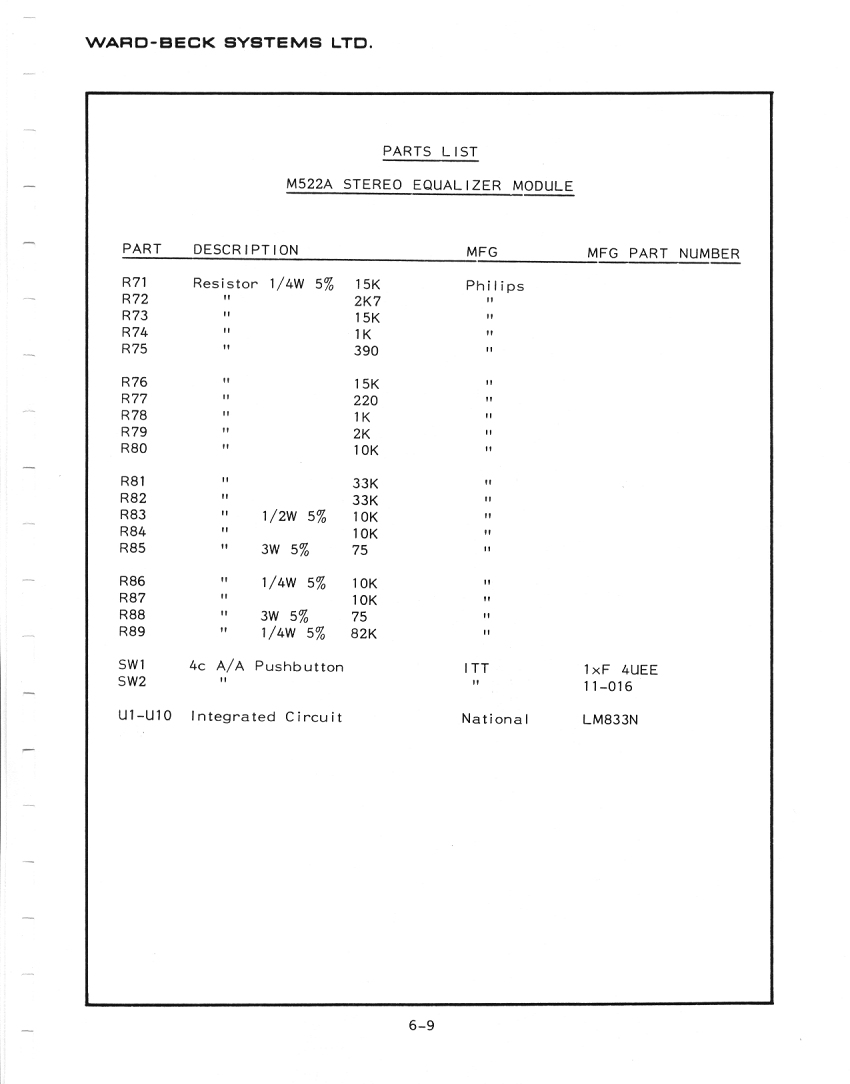 WARD-BECK SYSTEMS LTD.
PARTS LIST
M522A STEREO EQUALIZER MODULE
PART DESCRIPTION MFG MFG PART NUMBER
R71 Resistor 1/4W 5% 15K Philips
R72 " 2K7 "
R73 " 15K "
R74 " 1K "
R75 " 390 "
R76 " 15K "
R77 " 220 "
R78 " 1K "
R79 " 2K "
R80 " 10K "
R81 " 33K "
R82 " 33K "
R83 " 1/2W 5% 10K "
R84 " 10K "
R85 " 3W 5% 75 "
R86 " 1/4W 5% 10K "
R87 " 10K "
R88 " 3W 5% 75 "
R89 " 1/4W 5% 82K "
SW1 4c A/A Pushbutton ITT 1xF 4UEE
SW2 " " 11-016
U1-U10 Integrated Circuit National LM833N
6-9